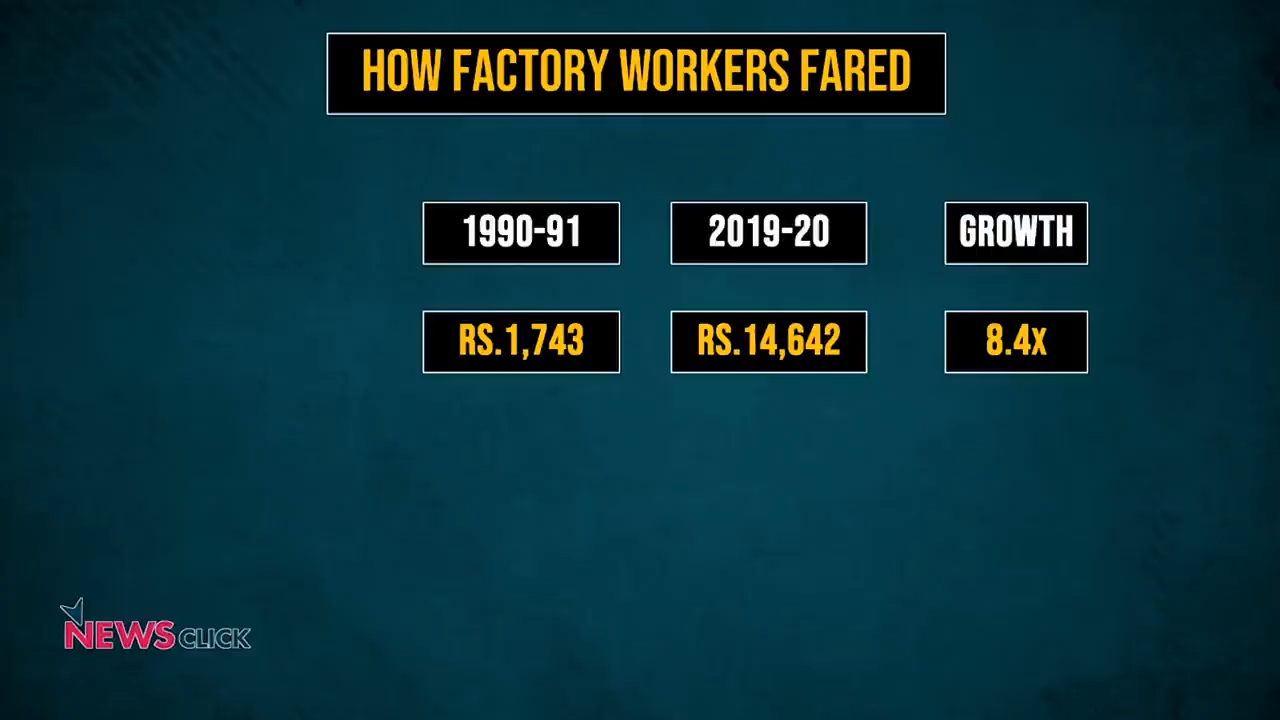 HOW FACTORY WORKERS FARED
1990-91 2019-20 GROWTH
RS.1,743 RS.14,642 8.4X
NEWSCLICK